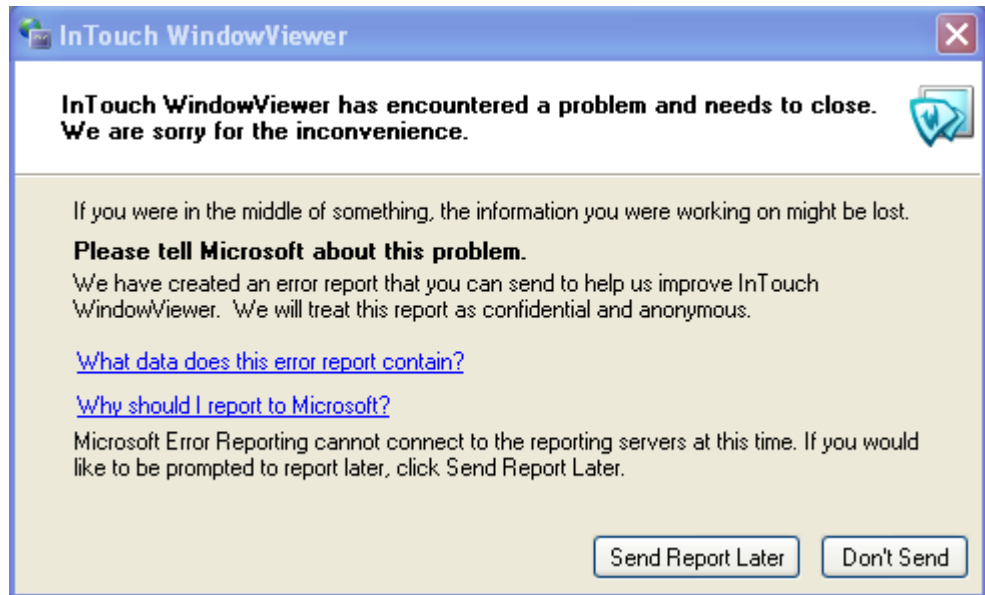 InTouch WindowViewer
InTouch WindowViewer has encountered a problem and needs to close.
We are sorry for the inconvenience.
If you were in the middle of something, the information you were working on might be lost.
Please tell Microsoft about this problem.
We have created an error report that you can send to help us improve InTouch
WindowViewer.  We will treat this report as confidential and anonymous.
What data does this error report contain?
Why should I report to Microsoft?
Microsoft Error Reporting cannot connect to the reporting servers at this time. If you would
like to be prompted to report later, click Send Report Later.
Send Report Later Don't Send